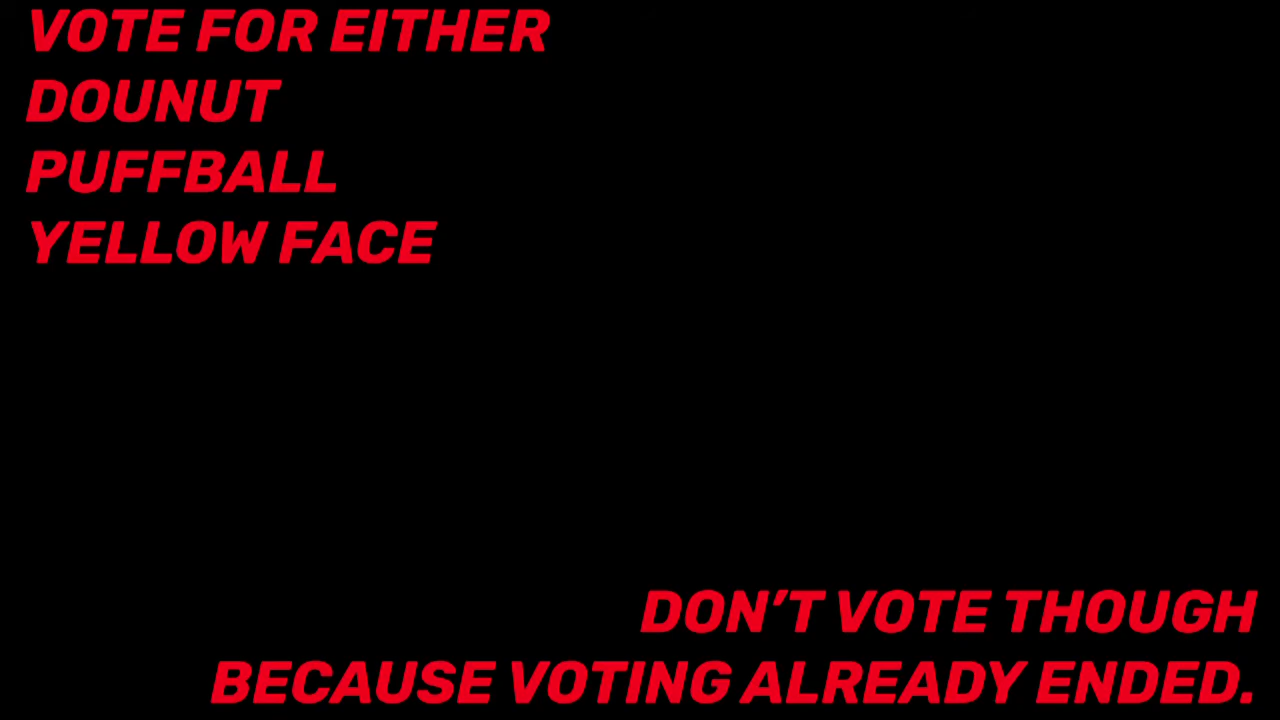 VOTE FOR EITHER
DOUNUT
PUFFBALL
YELLOW FACE
DON'T VOTE THOUGH
BECAUSE VOTING ALREADY ENDED.